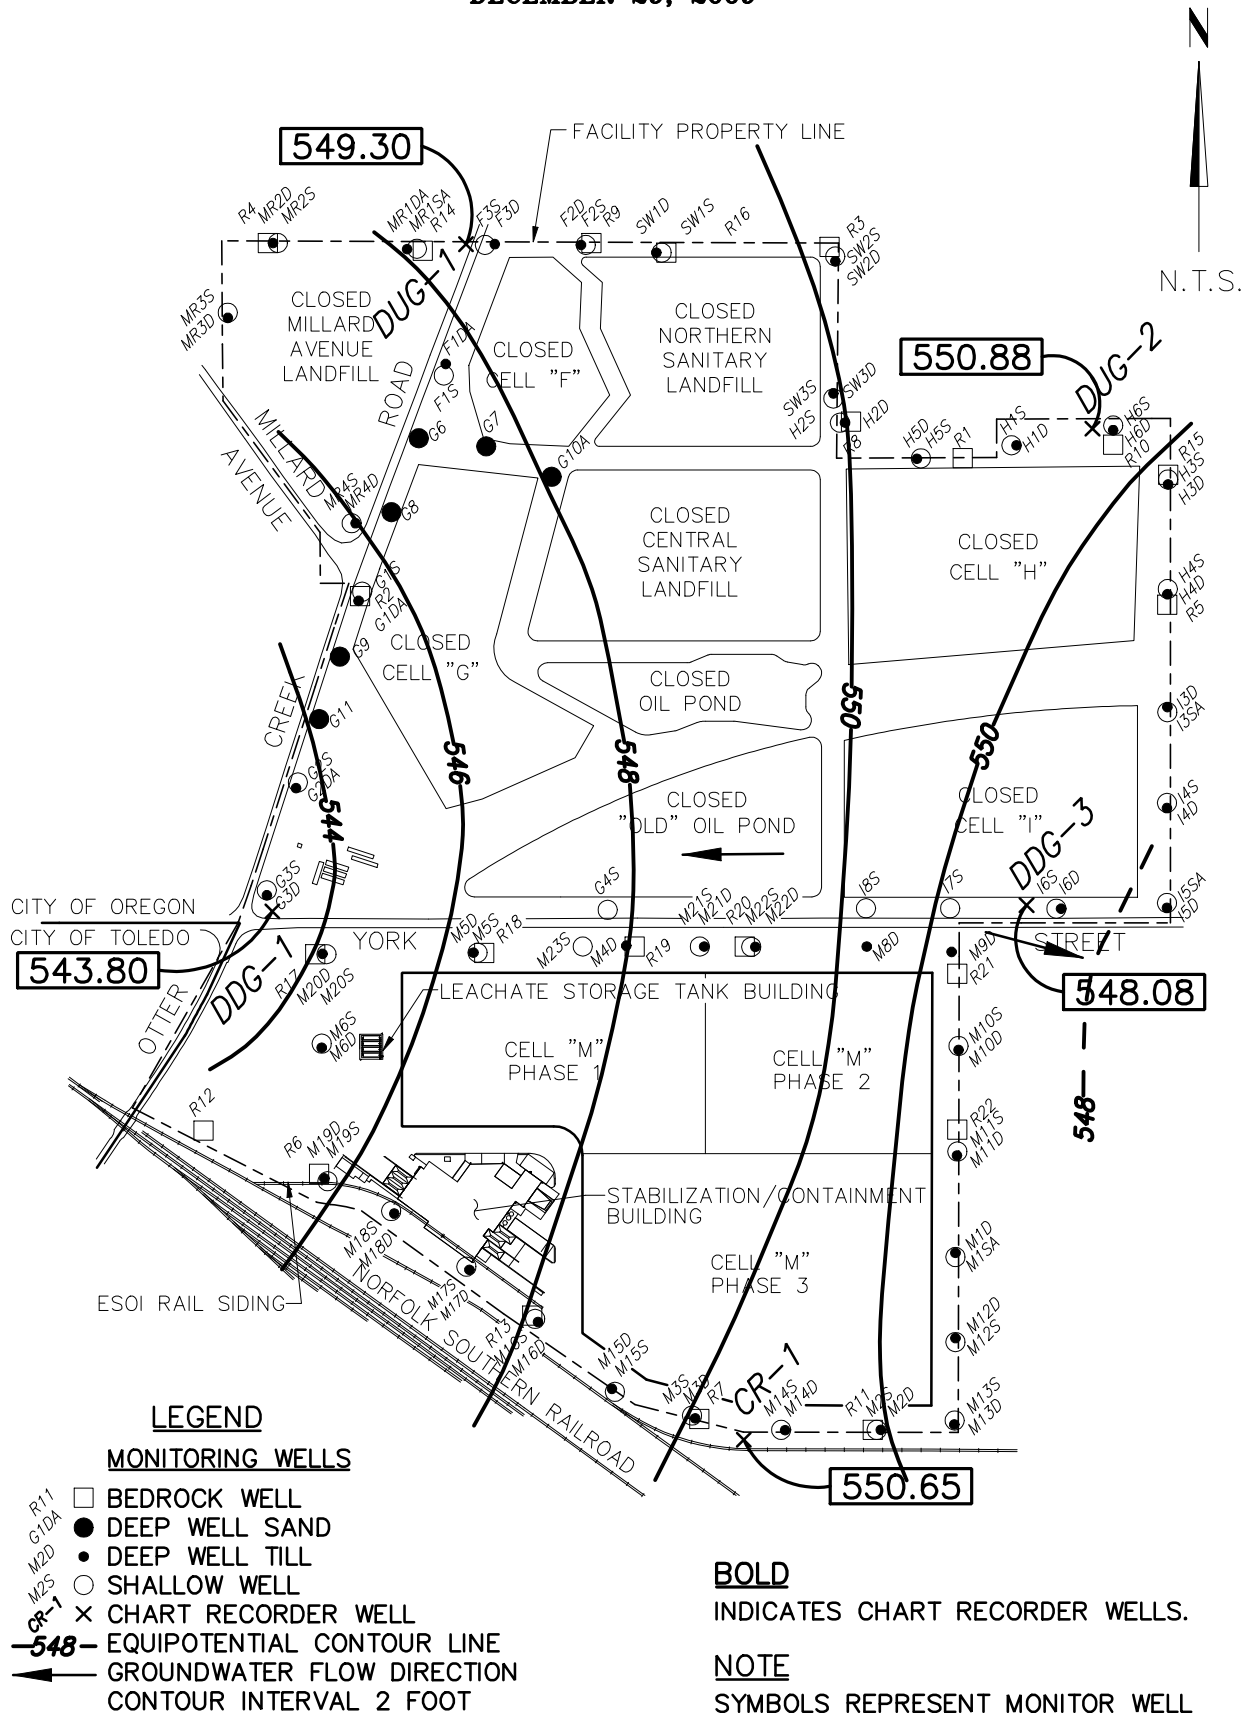 N
N.T.S.
549.30
FACILITY PROPERTY LINE
R4
MR2D
MR2S
MR1DA
MR1SA
R14
F3S
F3D
F2D
F2S
R9
SW1D
SW1S
R16
R3
SW2S
SW2D
DUG-1
MR3S
MR3D
CLOSED
MILLARD
AVENUE
LANDFILL
F1DA
F1S
CLOSED
CELL "F"
CLOSED
NORTHERN
SANITARY
LANDFILL
550.88
DUG-2
SW3S
SW3D
H2S
H2D
R8
H5D
H5S
R1
H1S
H1D
H6S
H6D
R10
R15
H3S
H3D
ROAD
MILLARD
AVENUE
G6
G7
G10A
G8
MR4S
MR4D
CLOSED
CENTRAL
SANITARY
LANDFILL
CLOSED
CELL "H"
G1S
R2
G1DA
H4S
H4D
R5
G9
CLOSED
CELL "G"
CLOSED
OIL POND
CREEK
G11
I3D
I3SA
550
550
546
548
G2S
G2DA
544
CLOSED
"OLD" OIL POND
CLOSED
CELL "I"
I4S
I4D
DDG-3
G3S
G3D
G4S
I8S
I7S
I6S
I6D
I5SA
I5D
CITY OF OREGON
CITY OF TOLEDO
YORK
STREET
543.80
DDG-1
R17
M20D
M20S
M5D
M5S
R18
M23S
M4D
R19
M21S
M21D
R20
M22S
M22D
M8D
M9D
R21
548.08
OTTER
LEACHATE STORAGE TANK BUILDING
M6S
M6D
CELL "M"
PHASE 1
CELL "M"
PHASE 2
M10S
M10D
548
R12
R22
M11S
M11D
R6
M19D
M19S
STABILIZATION/CONTAINMENT
BUILDING
M18S
M18D
CELL "M"
PHASE 3
M1D
M1SA
ESOI RAIL SIDING
NORFOLK SOUTHERN RAILROAD
M17S
M17D
R13
M16S
M16D
M15D
M15S
M12D
M12S
M3S
M3D
R7
CR-1
M14S
M14D
R11
M2S
M2D
M13S
M13D
550.65
LEGEND
MONITORING WELLS
R11 BEDROCK WELL
G1DA DEEP WELL SAND
M2D DEEP WELL TILL
M2S SHALLOW WELL
CR-1 CHART RECORDER WELL
548 EQUIPOTENTIAL CONTOUR LINE
GROUNDWATER FLOW DIRECTION
CONTOUR INTERVAL 2 FOOT
BOLD
INDICATES CHART RECORDER WELLS.
NOTE
SYMBOLS REPRESENT MONITOR WELL